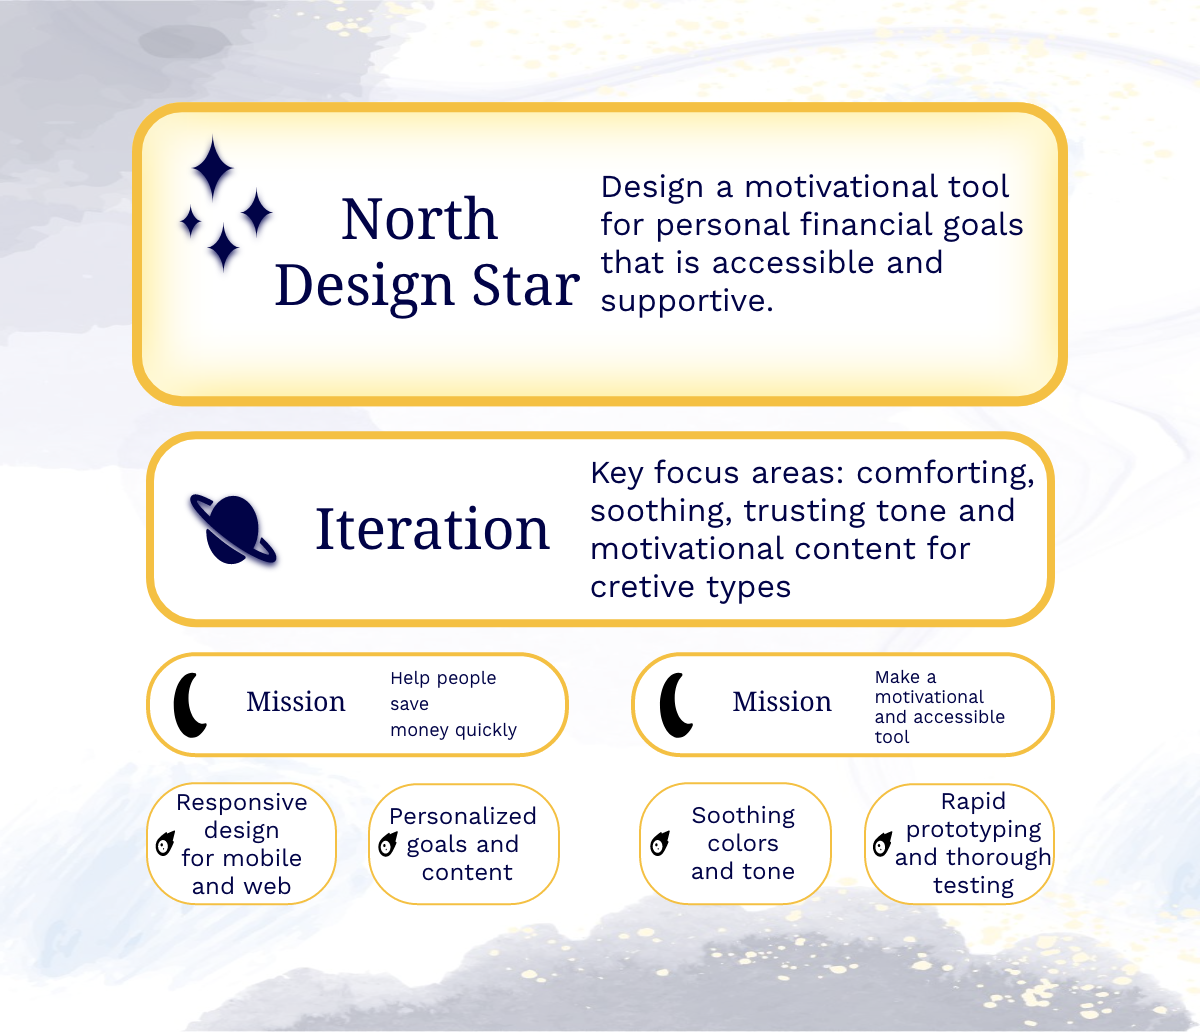 North
Design Star
Design a motivational tool
for personal financial goals
that is accessible and
supportive.
Iteration
Key focus areas: comforting,
soothing, trusting tone and
motivational content for
cretive types
Mission
Help people
save
money quickly
Mission
Make a
motivational
and accessible
tool
Responsive
design
for mobile
and web
Personalized
goals and
content
Soothing
colors
and tone
Rapid
prototyping
and thorough
testing